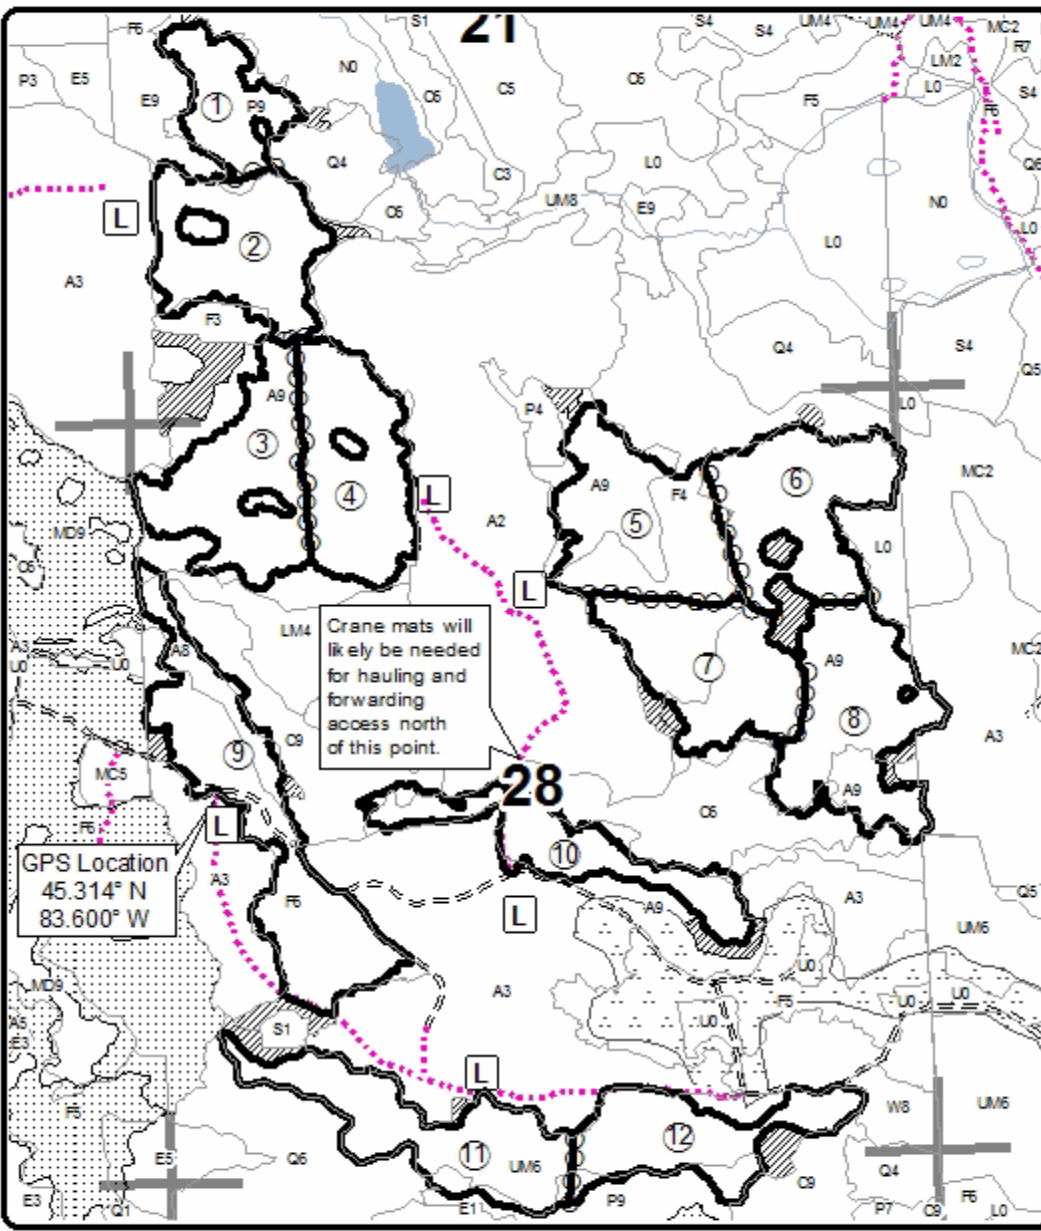 21
S1
S4
S4
UM4
UM4
UM4
MC2
F6
N0
C6
R7
P3
E5
C6
C5
LM2
L0
S4
E9
1
P9
F5
F6
Q4
L0
Q6
C3
L
C6
UM8
E9
N0
2
L0
L0
A3
F3
Q4
S4
Q5
A9
P4
L0
3
A9
F4
6
MC2
4
L
5
A2
MD9
L0
C6
L
LM4
Crane mats will
likely be needed
for hauling and
forwarding
access north
of this point.
A3
U0
U0
A8
MC2
7
A9
8
9
C9
A3
MC5
28
A9
F6
L
C6
10
GPS Location
45.314° N
83.600° W
A3
F6
L
A9
A3
Q5
UM6
U0
MD9
A3
F5
U0
U0
A5
S1
U0
E3
L
F5
W8
UM6
12
E5
Q6
11
UM6
Q4
C9
E3
Q1
E1
P9
P7
C9
F6
L0